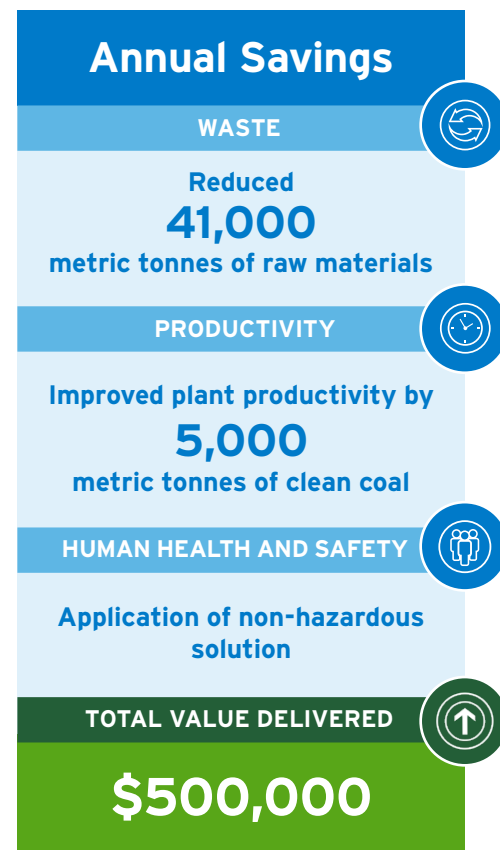 Annual Savings
WASTE
Reduced
41,000
metric tonnes of raw materials
PRODUCTIVITY
Improved plant productivity by
5,000
metric tonnes of clean coal
HUMAN HEALTH AND SAFETY
Application of non-hazardous
solution
TOTAL VALUE DELIVERED
$500,000